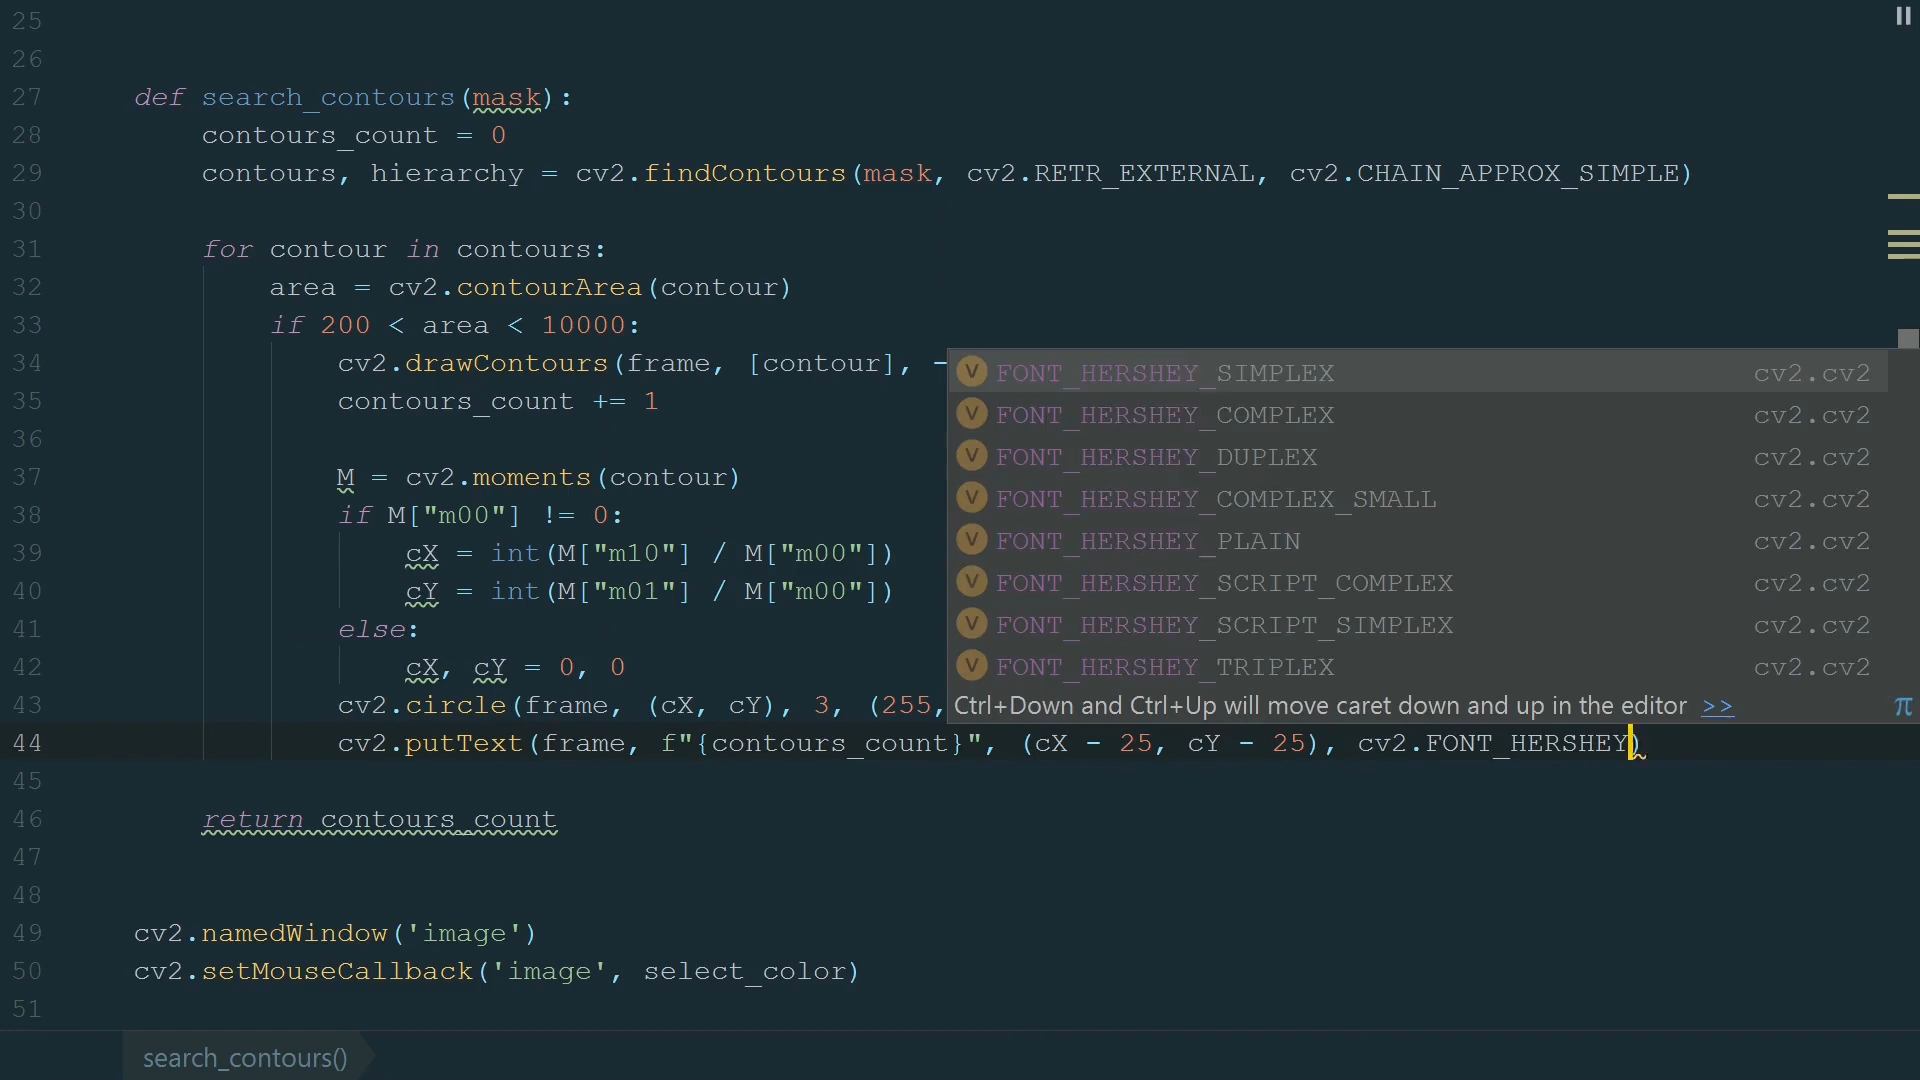 25
26
27 def search_contours(mask):
28 contours_count = 0
29 contours, hierarchy = cv2.findContours(mask, cv2.RETR_EXTERNAL, cv2.CHAIN_APPROX_SIMPLE)
30
31 for contour in contours:
32 area = cv2.contourArea(contour)
33 if 200 < area < 10000:
34 cv2.drawContours(frame, [contour], -
35 contours_count += 1
36
37 M = cv2.moments(contour)
38 if M["m00"] != 0:
39 cX = int(M["m10"] / M["m00"])
40 cY = int(M["m01"] / M["m00"])
41 else:
42 cX, cY = 0, 0
43 cv2.circle(frame, (cX, cY), 3, (255,
44 cv2.putText(frame, f"{contours_count}", (cX - 25, cY - 25), cv2.FONT_HERSHEY)
45
46 return contours_count
47
48
49 cv2.namedWindow('image')
50 cv2.setMouseCallback('image', select_color)
51
V FONT_HERSHEY_SIMPLEX cv2.cv2
V FONT_HERSHEY_COMPLEX cv2.cv2
V FONT_HERSHEY_DUPLEX cv2.cv2
V FONT_HERSHEY_COMPLEX_SMALL cv2.cv2
V FONT_HERSHEY_PLAIN cv2.cv2
V FONT_HERSHEY_SCRIPT_COMPLEX cv2.cv2
V FONT_HERSHEY_SCRIPT_SIMPLEX cv2.cv2
V FONT_HERSHEY_TRIPLEX cv2.cv2
Ctrl+Down and Ctrl+Up will move caret down and up in the editor >> π
search_contours()